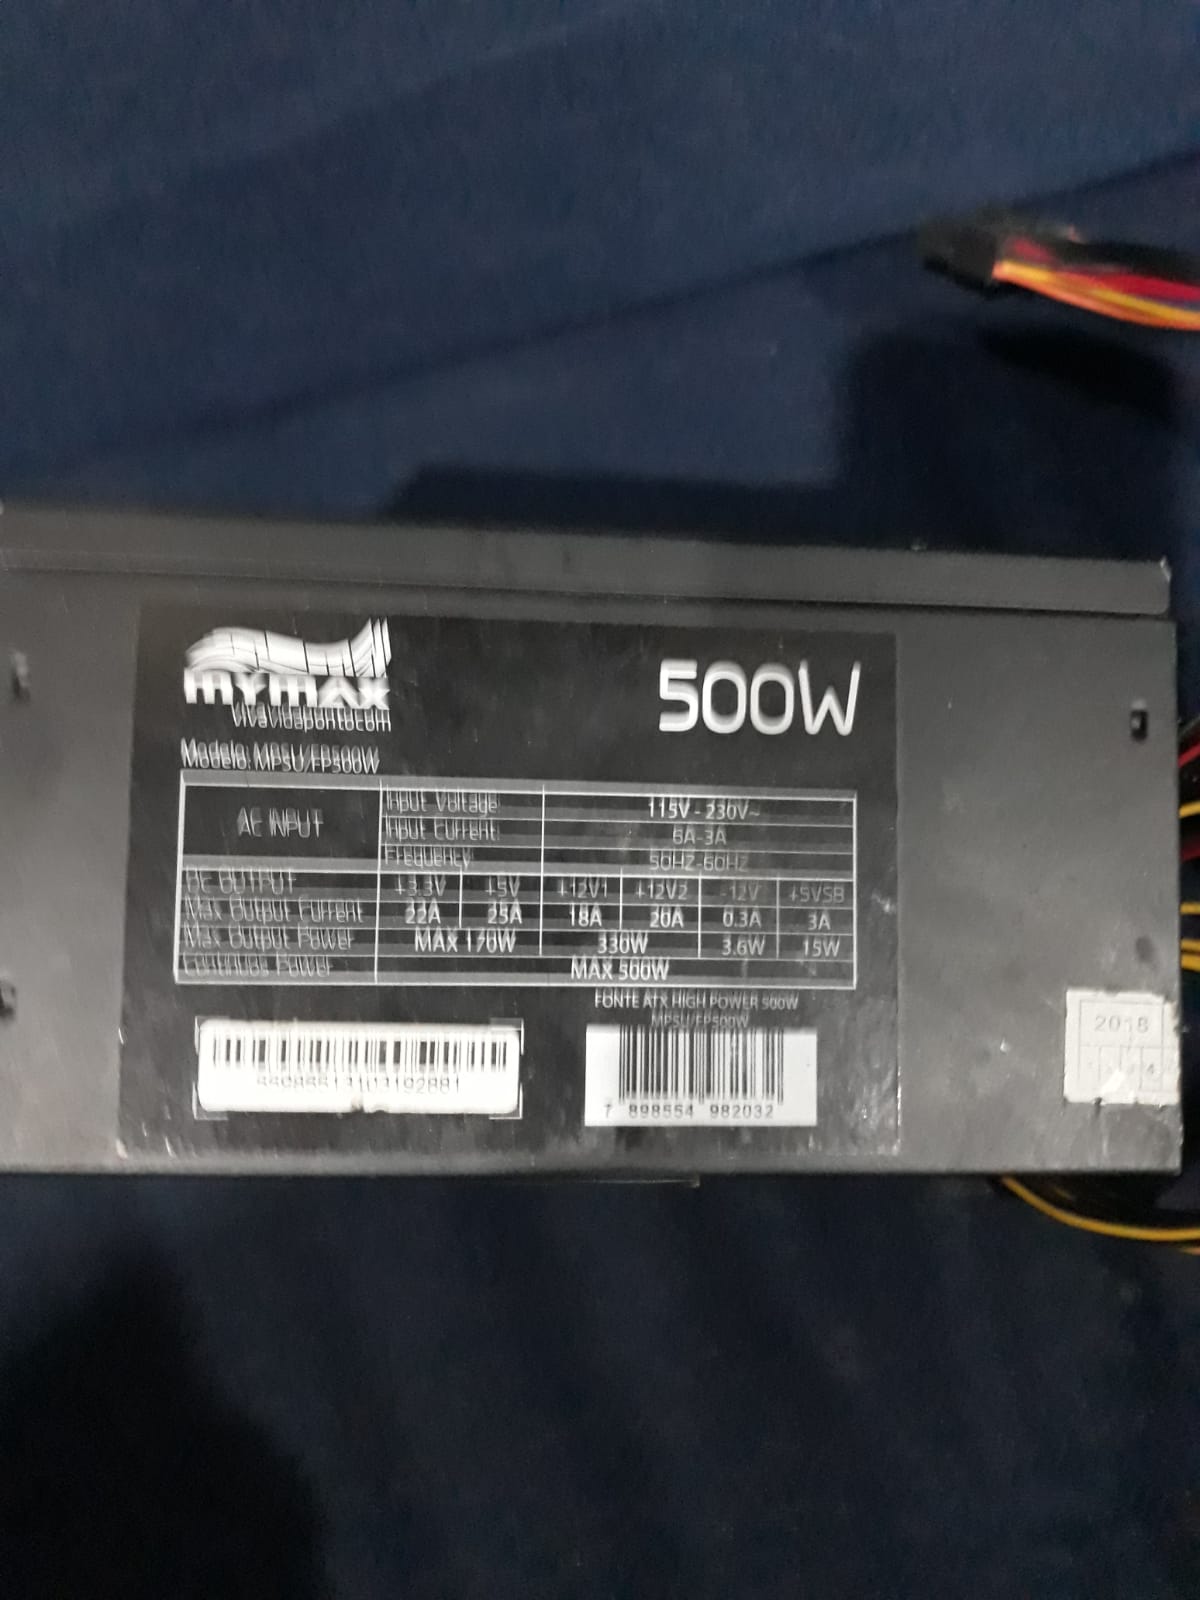 mymax
vivavidapontocom
500W
Modelo: MPSU/FP500W
AC INPUT
Input Voltage 115V - 230V~
Input Current 6A-3A
Frequency 50HZ-60HZ
DC OUTPUT +3.3V +5V +12V1 +12V2 -12V +5VSB
Max Output Current 22A 25A 18A 20A 0.3A 3A
Max Output Power MAX 170W 330W 3.6W 15W
Continuos Power MAX 500W
FONTE ATX HIGH POWER 500W
MPSU/FP500W
7 898554 982032
2018